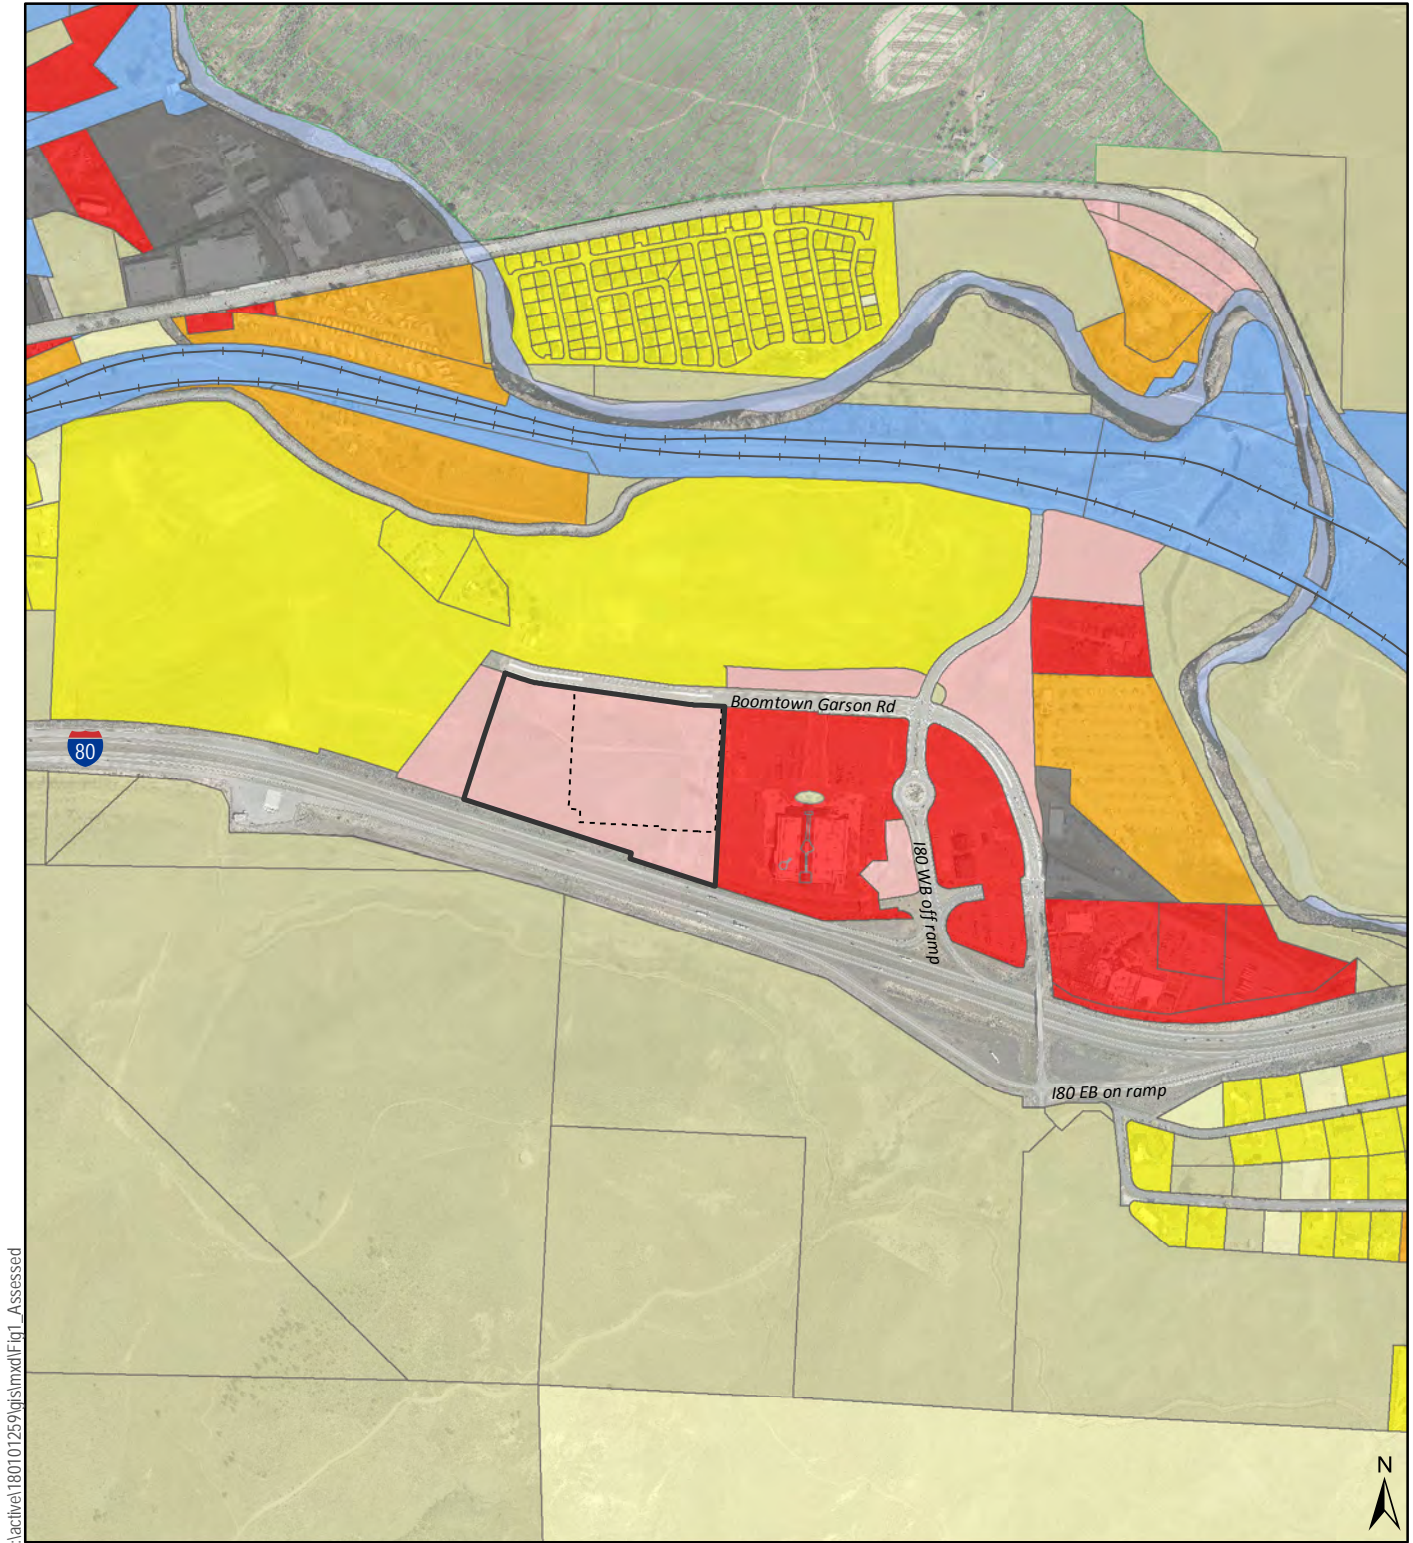 Boomtown Garson Rd
80
I80 WB off ramp
I80 EB on ramp
N
:\active\180101259\gis\mxd\Fig1_Assessed